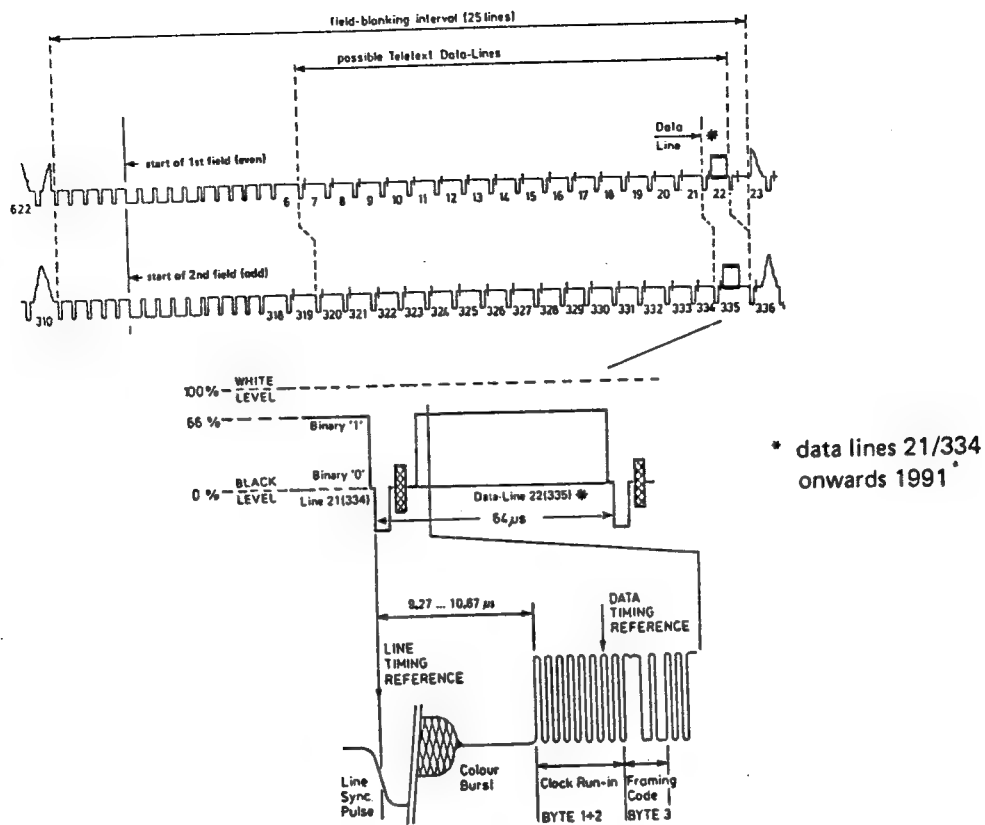 field-blanking interval (25 lines)
possible Teletext Data-Lines
Data
Line
*
start of 1st field (even)
622
6 7 8 9 10 11 12 13 14 15 16 17 18 19 20 21 22 23
start of 2nd field (odd)
310
318 319 320 321 322 323 324 325 326 327 328 329 330 331 332 333 334 335 336
100% WHITE
LEVEL
66 %
Binary '1'
Binary '0'
0 % BLACK
LEVEL
Line 21(334)
Data-Line 22(335) *
64µs
* data lines 21/334
onwards 1991
9,27 ... 10,67 µs
DATA
TIMING
REFERENCE
LINE
TIMING
REFERENCE
Line
Sync.
Pulse
Colour
Burst
Clock Run-in
Framing
Code
BYTE 1+2
BYTE 3